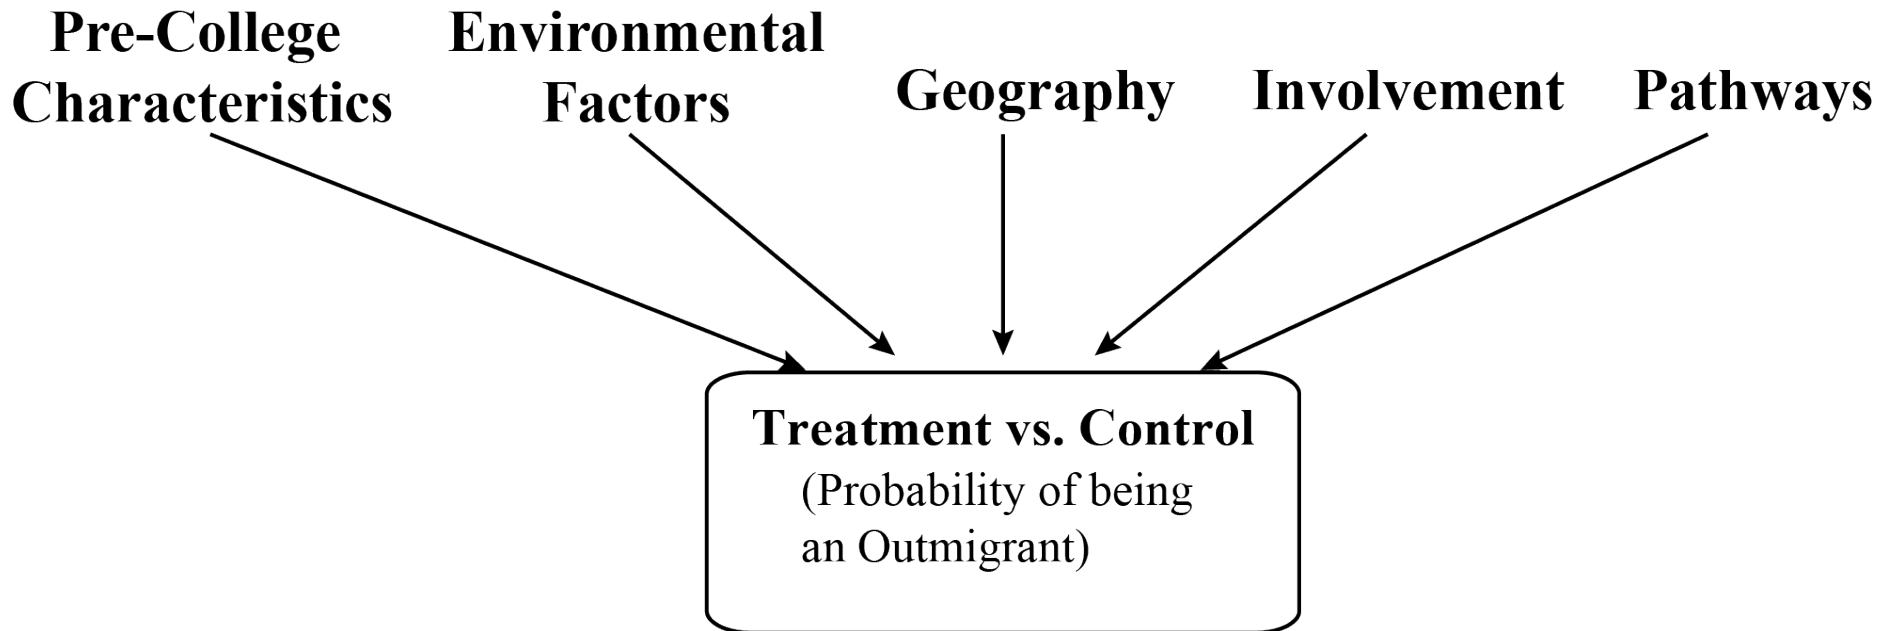 Pre-College
Characteristics
Environmental
Factors
Geography
Involvement
Pathways
Treatment vs. Control
(Probability of being
an Outmigrant)